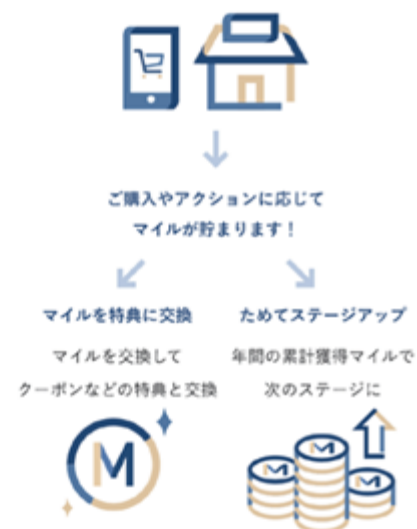 ご購入やアクションに応じて
マイルが貯まります！
マイルを特典に交換
マイルを交換して
クーポンなどの特典と交換
ためてステージアップ
年間の累計獲得マイルで
次のステージに
M
M
M
M